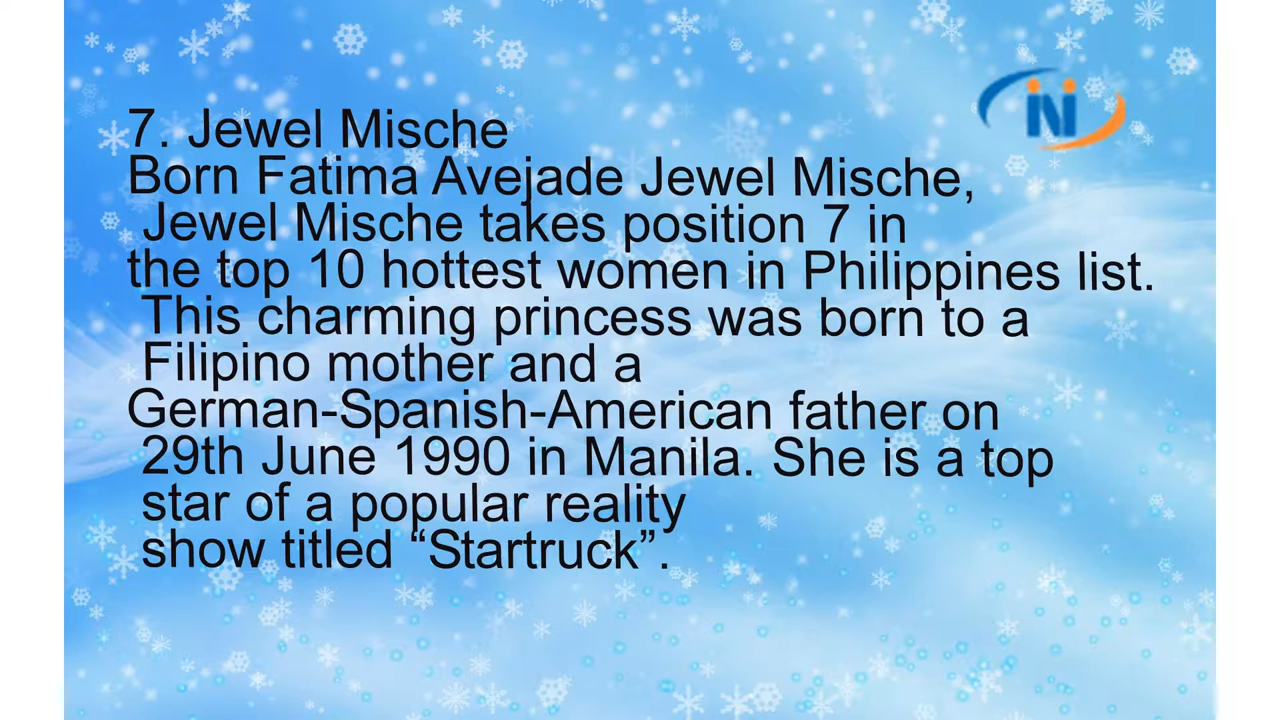 iNi
7. Jewel Mische
Born Fatima Avejade Jewel Mische,
Jewel Mische takes position 7 in
the top 10 hottest women in Philippines list.
This charming princess was born to a
Filipino mother and a
German-Spanish-American father on
29th June 1990 in Manila. She is a top
star of a popular reality
show titled “Startruck”.